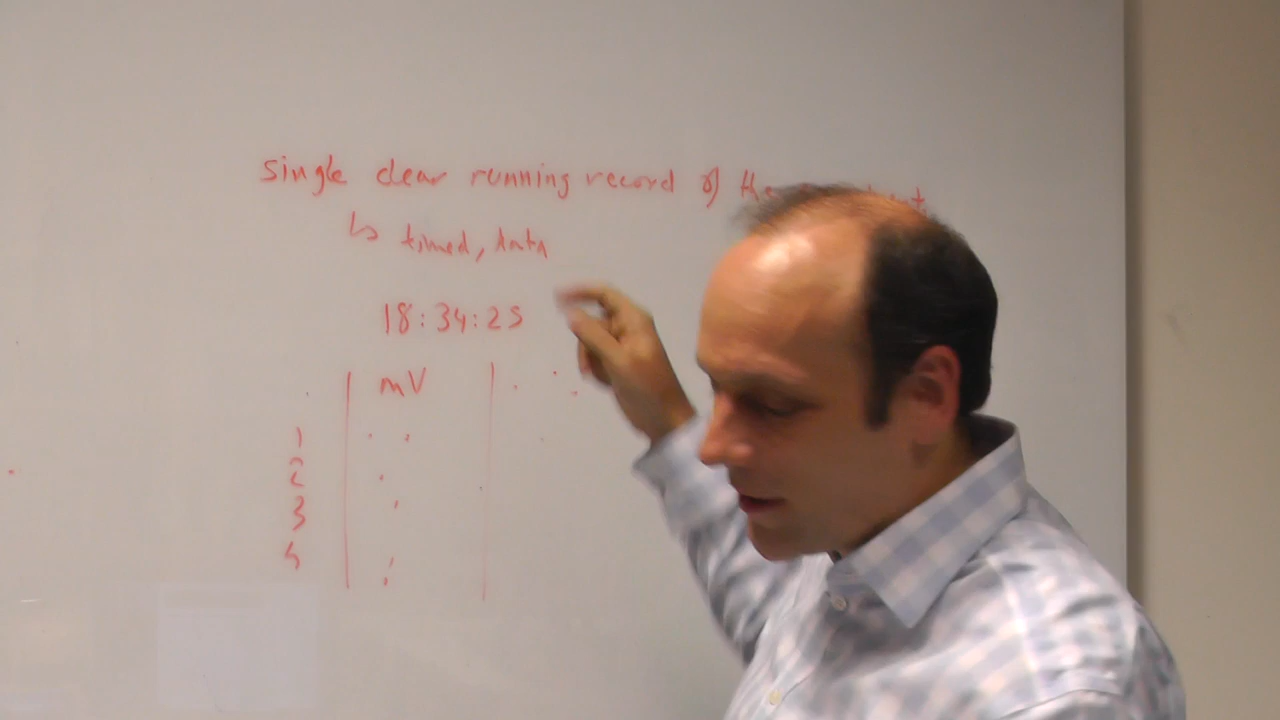 single clear running record of the
↳ timed, data
18:34:25
mV
1
2
3
4